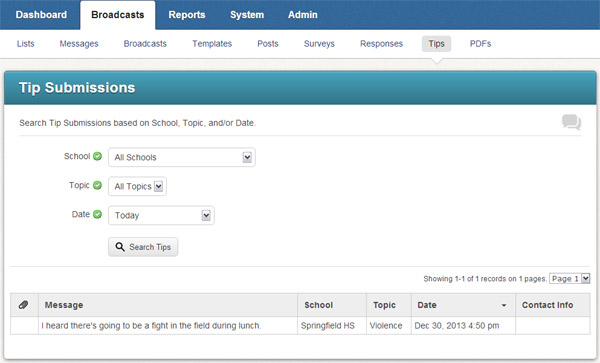 Dashboard Broadcasts Reports System Admin
Lists Messages Broadcasts Templates Posts Surveys Responses Tips PDFs
Tip Submissions
Search Tip Submissions based on School, Topic, and/or Date.
School All Schools
Topic All Topics
Date Today
Search Tips
Showing 1-1 of 1 records on 1 pages. Page 1
Message School Topic Date Contact Info
I heard there's going to be a fight in the field during lunch. Springfield HS Violence Dec 30, 2013 4:50 pm